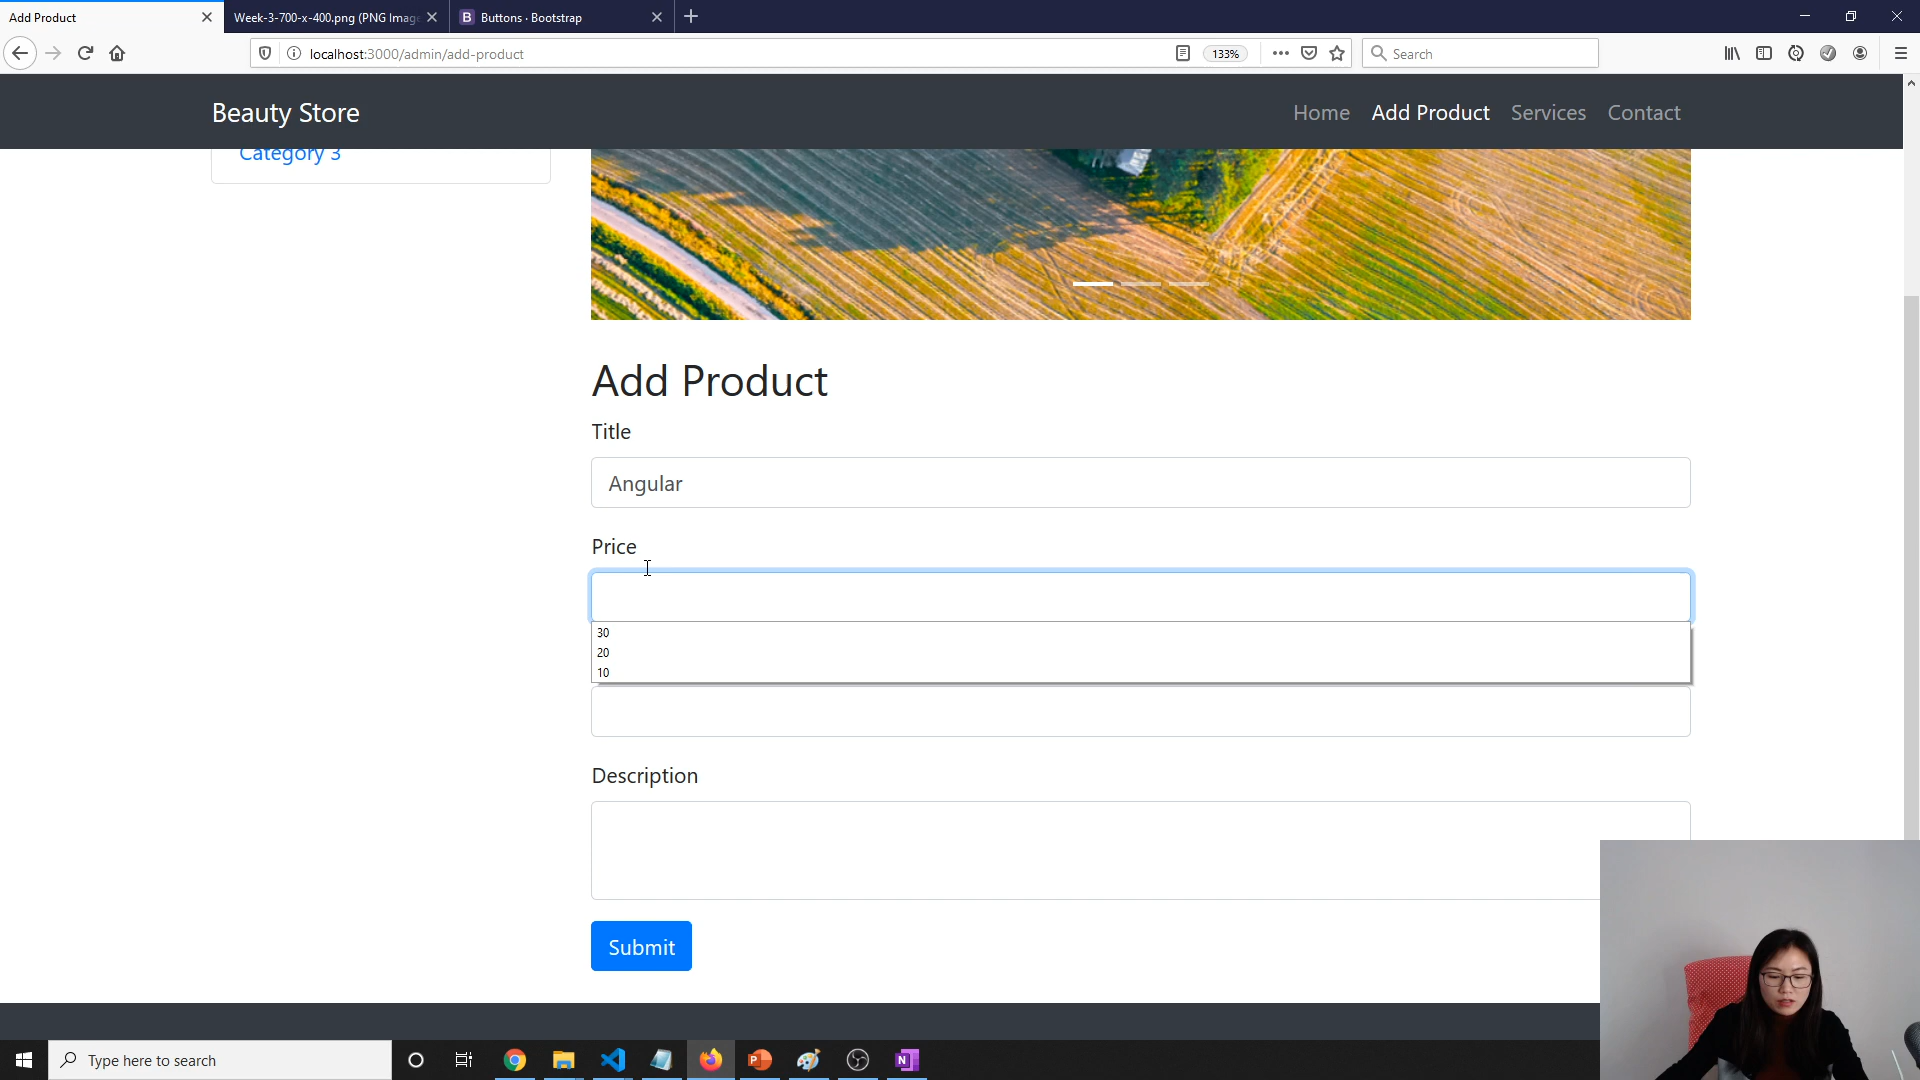 Add Product
Week-3-700-x-400.png (PNG Imag
B Buttons · Bootstrap
localhost:3000/admin/add-product
133%
Search
Beauty Store
Home Add Product Services Contact
Category 3
Add Product
Title
Angular
Price
30
20
10
Description
Submit
Type here to search